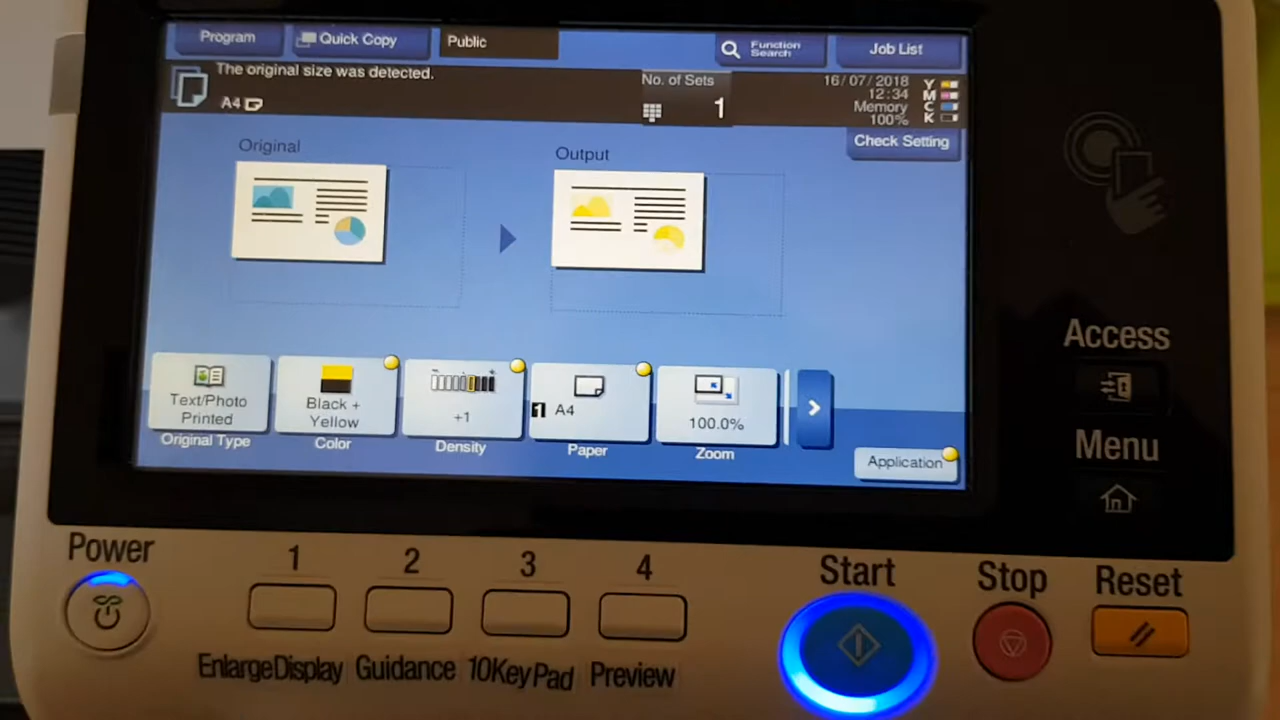 Program
Quick Copy
Public
Function
Search
Job List
The original size was detected.
A4
No. of Sets
1
16/07/2018
12:34
Memory
100%
Y
M
C
K
Check Setting
Original
Output
Text/Photo
Printed
Original Type
Black +
Yellow
Color
+1
Density
1 A4
Paper
100.0%
Zoom
Application
Access
Menu
Power
1
2
3
4
EnlargeDisplay
Guidance
10KeyPad
Preview
Start
Stop
Reset